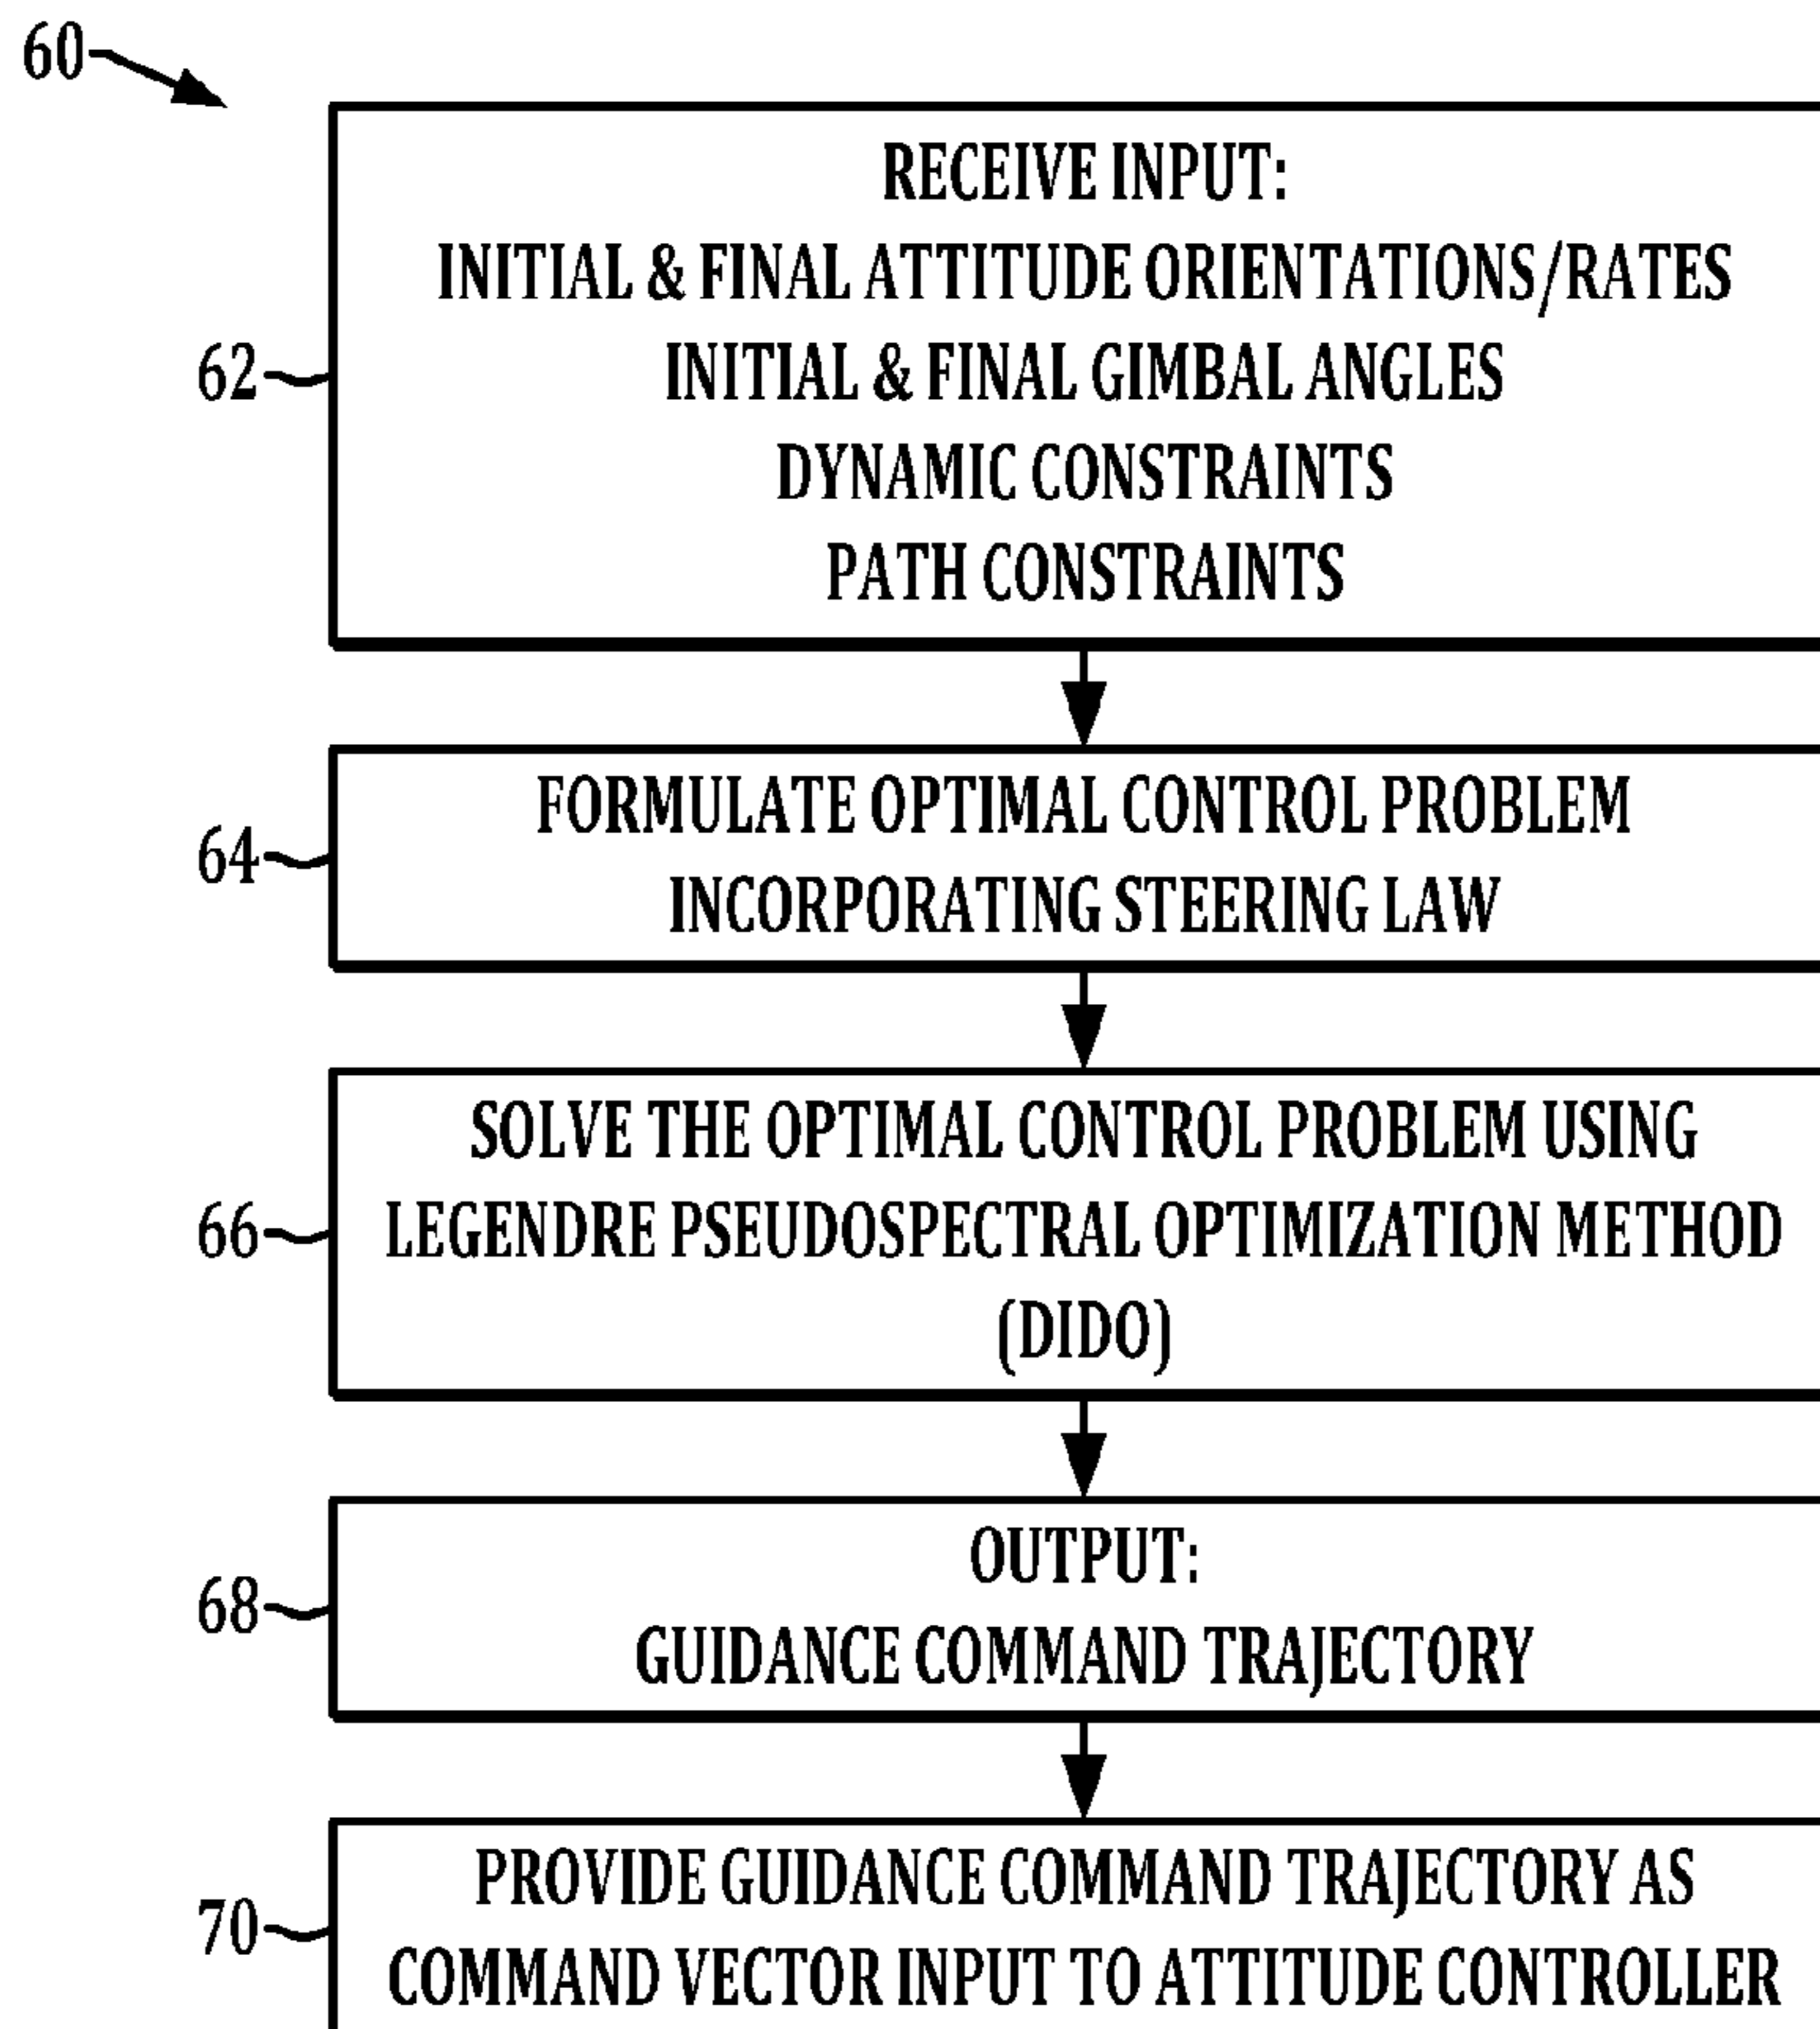 60
RECEIVE INPUT:
INITIAL & FINAL ATTITUDE ORIENTATIONS/RATES
INITIAL & FINAL GIMBAL ANGLES
DYNAMIC CONSTRAINTS
PATH CONSTRAINTS
62
FORMULATE OPTIMAL CONTROL PROBLEM
INCORPORATING STEERING LAW
64
SOLVE THE OPTIMAL CONTROL PROBLEM USING
LEGENDRE PSEUDOSPECTRAL OPTIMIZATION METHOD
(DIDO)
66
OUTPUT:
GUIDANCE COMMAND TRAJECTORY
68
PROVIDE GUIDANCE COMMAND TRAJECTORY AS
COMMAND VECTOR INPUT TO ATTITUDE CONTROLLER
70